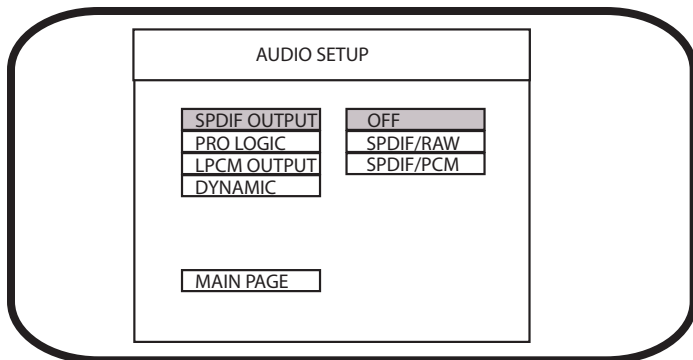 AUDIO SETUP
SPDIF OUTPUT OFF
PRO LOGIC SPDIF/RAW
LPCM OUTPUT SPDIF/PCM
DYNAMIC
MAIN PAGE